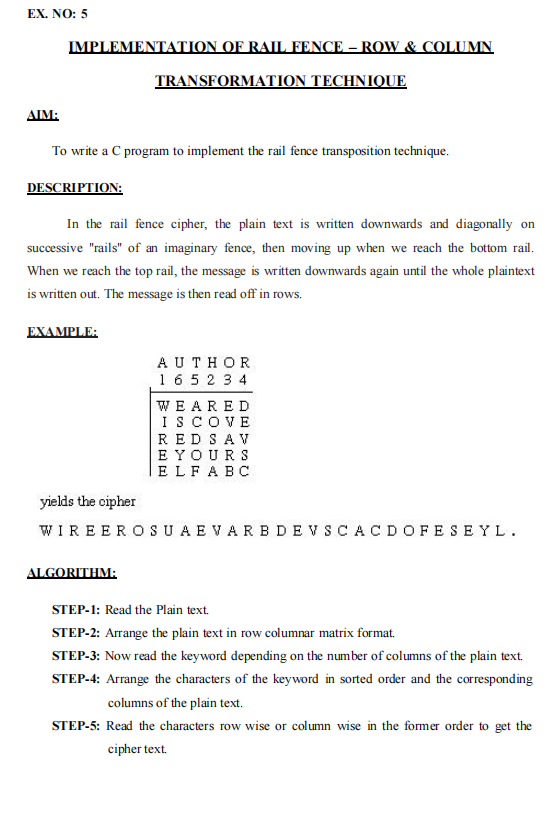 EX. NO: 5
IMPLEMENTATION OF RAIL FENCE – ROW & COLUMN
TRANSFORMATION TECHNIQUE
AIM:
To write a C program to implement the rail fence transposition technique.
DESCRIPTION:
In the rail fence cipher, the plain text is written downwards and diagonally on
successive "rails" of an imaginary fence, then moving up when we reach the bottom rail.
When we reach the top rail, the message is written downwards again until the whole plaintext
is written out. The message is then read off in rows.
EXAMPLE:
A U T H O R
1 6 5 2 3 4
W E A R E D
I S C O V E
R E D S A V
E Y O U R S
E L F A B C
yields the cipher
W I R E E R O S U A E V A R B D E V S C A C D O F E S E Y L .
ALGORITHM:
STEP-1: Read the Plain text.
STEP-2: Arrange the plain text in row columnar matrix format.
STEP-3: Now read the keyword depending on the number of columns of the plain text.
STEP-4: Arrange the characters of the keyword in sorted order and the corresponding
columns of the plain text.
STEP-5: Read the characters row wise or column wise in the former order to get the
cipher text.